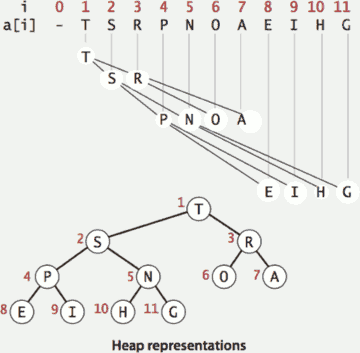 i 0 1 2 3 4 5 6 7 8 9 10 11
a[i] - T S R P N O A E I H G
T
S R
P N O A
E I H G
1 T
2 S 3 R
4 P 5 N 6 O 7 A
8 E 9 I 10 H 11 G
Heap representations